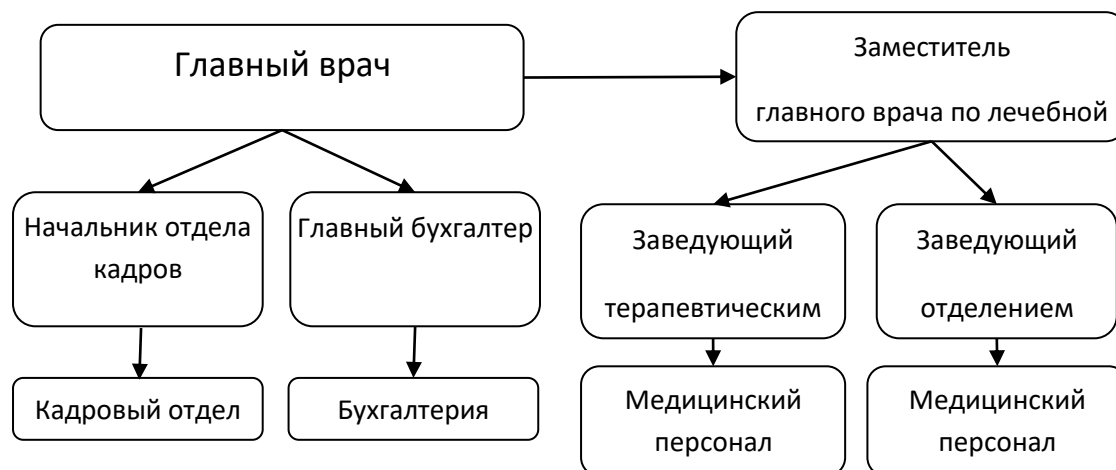 Главный врач
Заместитель
главного врача по лечебной
Начальник отдела
кадров
Главный бухгалтер
Заведующий
терапевтическим
Заведующий
отделением
Кадровый отдел
Бухгалтерия
Медицинский
персонал
Медицинский
персонал